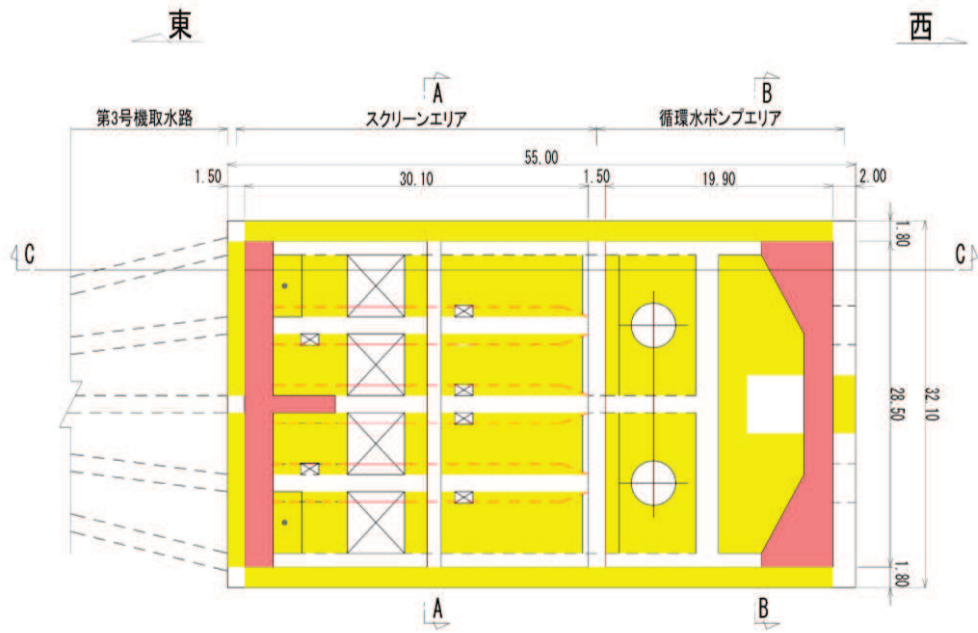 東
西
A
B
第3号機取水路
スクリーンエリア
循環水ポンプエリア
55.00
1.50
30.10
1.50
19.90
2.00
1.80
C
C
28.50
32.10
1.80
A
B